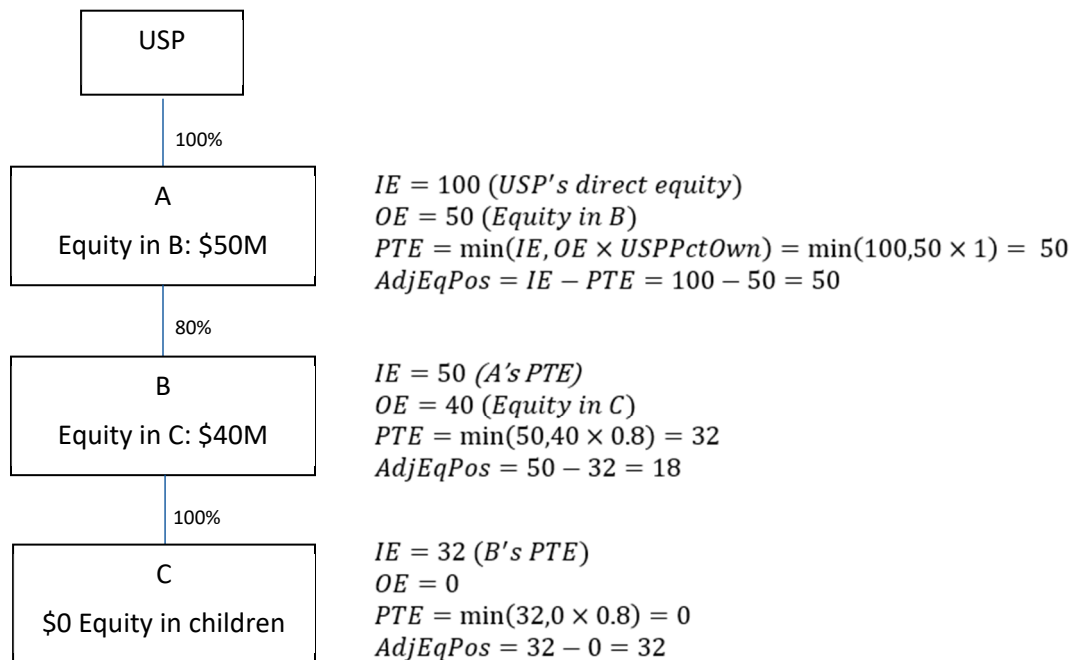 USP
100%
A
Equity in B: $50M
IE = 100 (USP's direct equity)
OE = 50 (Equity in B)
PTE = min(IE, OE × USPPctOwn) = min(100,50 × 1) = 50
AdjEqPos = IE − PTE = 100 − 50 = 50
80%
B
Equity in C: $40M
IE = 50 (A's PTE)
OE = 40 (Equity in C)
PTE = min(50,40 × 0.8) = 32
AdjEqPos = 50 − 32 = 18
100%
C
$0 Equity in children
IE = 32 (B's PTE)
OE = 0
PTE = min(32,0 × 0.8) = 0
AdjEqPos = 32 − 0 = 32